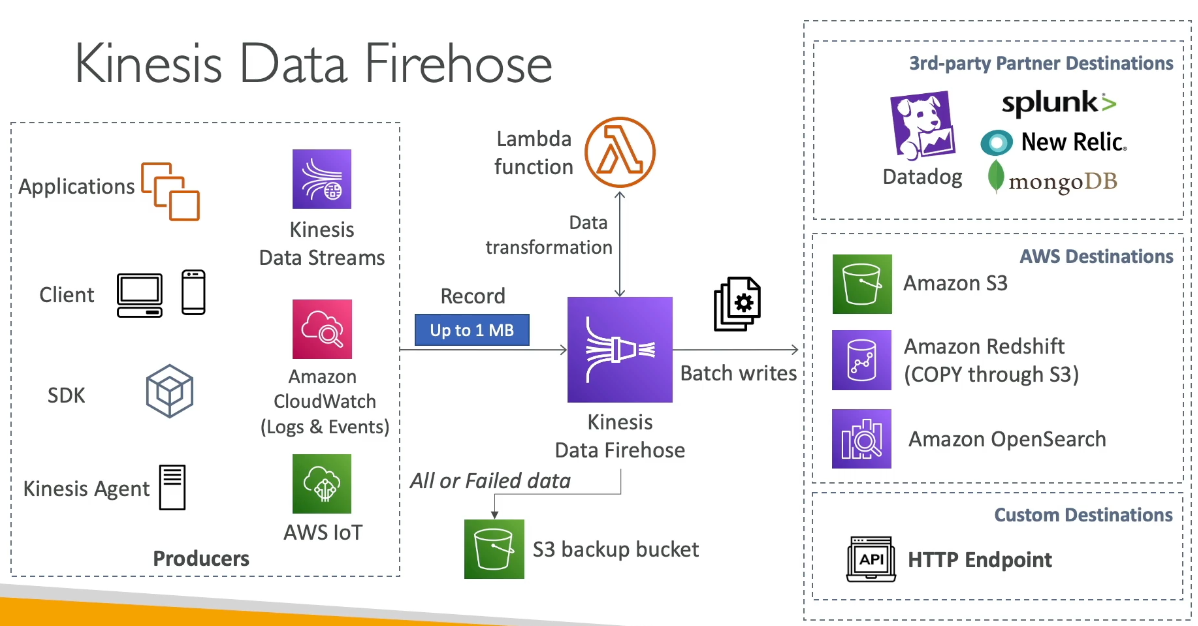 Kinesis Data Firehose
Applications
Client
SDK
Kinesis Agent
Kinesis
Data Streams
Amazon
CloudWatch
(Logs & Events)
AWS IoT
Producers
Record
Up to 1 MB
Lambda
function
Data
transformation
Kinesis
Data Firehose
All or Failed data
S3 backup bucket
Batch writes
3rd-party Partner Destinations
Datadog
splunk>
New Relic.
mongoDB
AWS Destinations
Amazon S3
Amazon Redshift
(COPY through S3)
Amazon OpenSearch
Custom Destinations
API
HTTP Endpoint